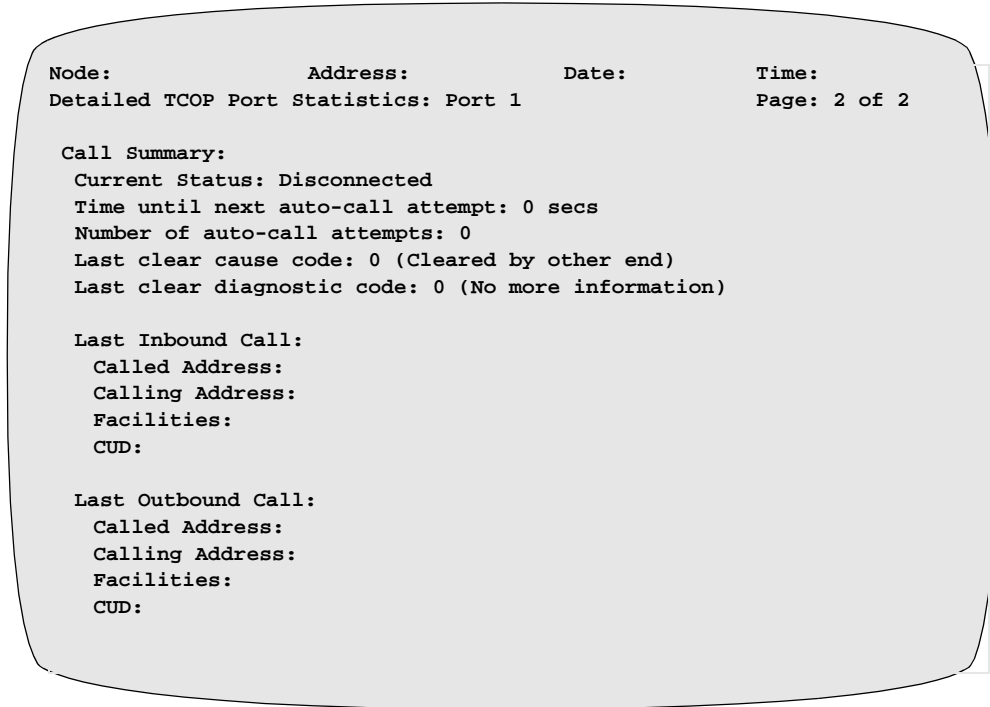 Node: Address: Date: Time:
Detailed TCOP Port Statistics: Port 1 Page: 2 of 2
Call Summary:
Current Status: Disconnected
Time until next auto-call attempt: 0 secs
Number of auto-call attempts: 0
Last clear cause code: 0 (Cleared by other end)
Last clear diagnostic code: 0 (No more information)
Last Inbound Call:
Called Address:
Calling Address:
Facilities:
CUD:
Last Outbound Call:
Called Address:
Calling Address:
Facilities:
CUD: